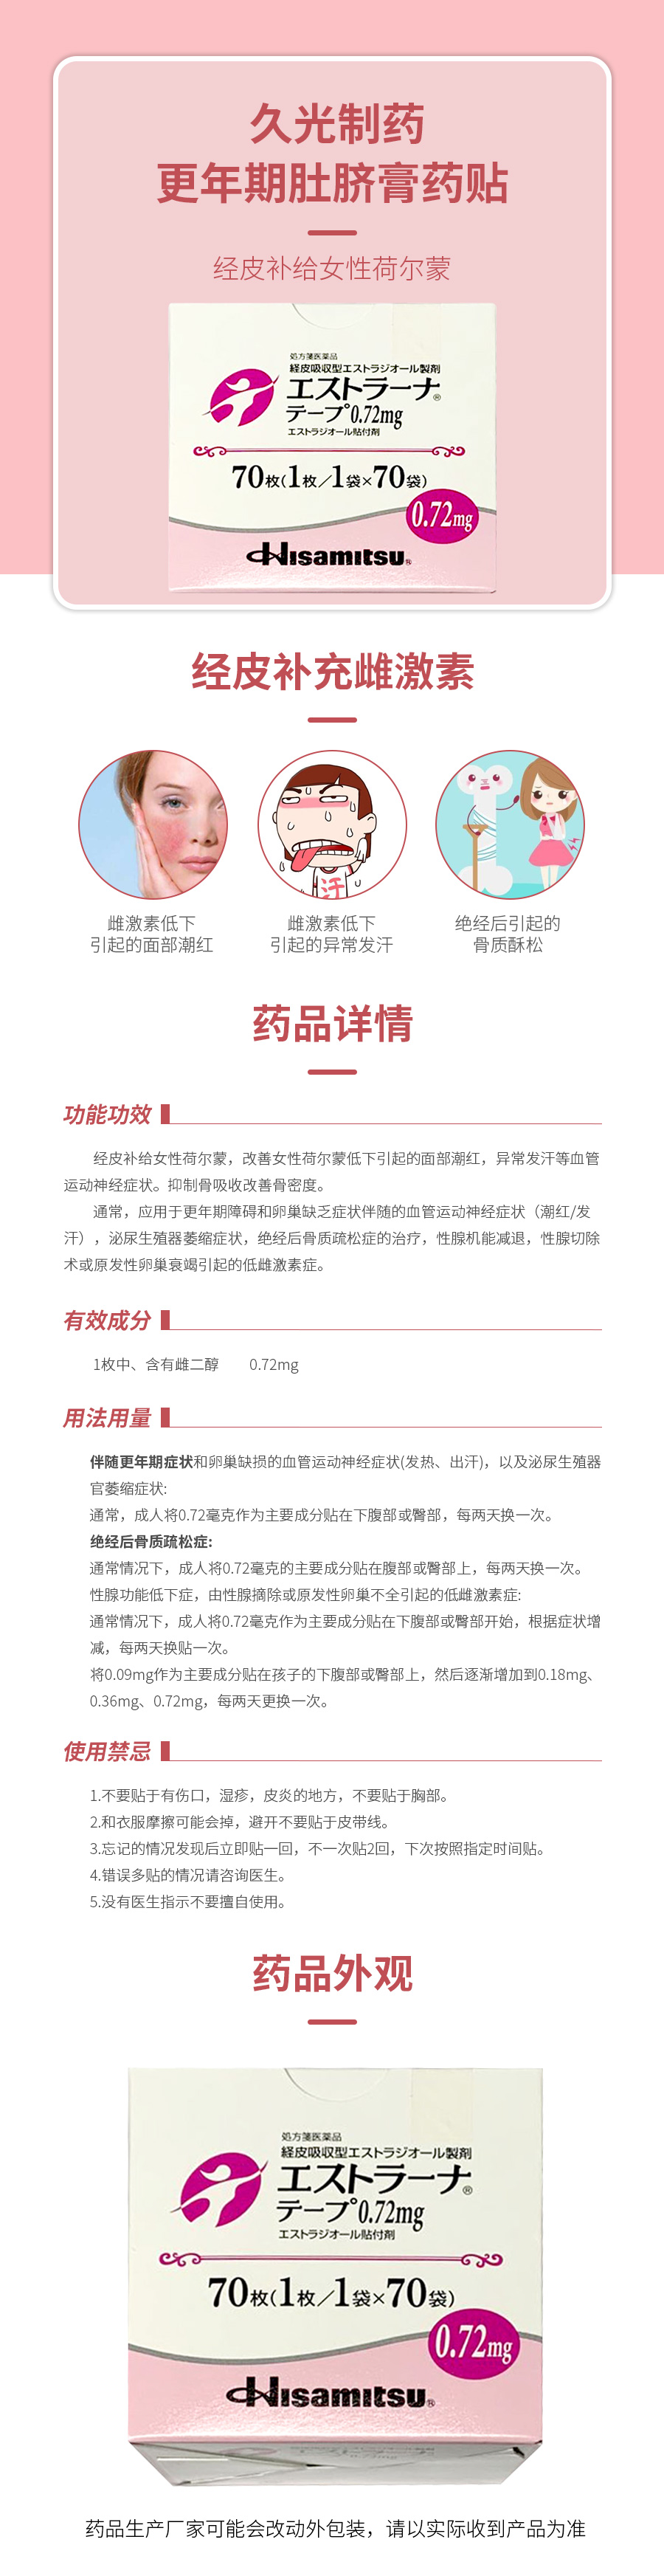 久光制药
更年期肚脐膏药贴
经皮补给女性荷尔蒙
処方箋医薬品
経皮吸収型エストラジオール製剤
エストラーナ®
テープ0.72mg
エストラジオール貼付剤
70枚(1枚/1袋×70袋)
0.72mg
Hisamitsu®
经皮补充雌激素
汗
雌激素低下
引起的面部潮红
雌激素低下
引起的异常发汗
绝经后引起的
骨质酥松
药品详情
功能功效
经皮补给女性荷尔蒙，改善女性荷尔蒙低下引起的面部潮红，异常发汗等血管
运动神经症状。抑制骨吸收改善骨密度。
通常，应用于更年期障碍和卵巢缺乏症状伴随的血管运动神经症状（潮红/发
汗），泌尿生殖器萎缩症状，绝经后骨质疏松症的治疗，性腺机能减退，性腺切除
术或原发性卵巢衰竭引起的低雌激素症。
有效成分
1枚中、含有雌二醇 0.72mg
用法用量
伴随更年期症状和卵巢缺损的血管运动神经症状(发热、出汗)，以及泌尿生殖器
官萎缩症状:
通常，成人将0.72毫克作为主要成分贴在下腹部或臀部，每两天换一次。
绝经后骨质疏松症:
通常情况下，成人将0.72毫克的主要成分贴在腹部或臀部上，每两天换一次。
性腺功能低下症，由性腺摘除或原发性卵巢不全引起的低雌激素症:
通常情况下，成人将0.72毫克作为主要成分贴在下腹部或臀部开始，根据症状增
减，每两天换贴一次。
将0.09mg作为主要成分贴在孩子的下腹部或臀部上，然后逐渐增加到0.18mg、
0.36mg、0.72mg，每两天更换一次。
使用禁忌
1.不要贴于有伤口，湿疹，皮炎的地方，不要贴于胸部。
2.和衣服摩擦可能会掉，避开不要贴于皮带线。
3.忘记的情况发现后立即贴一回，不一次贴2回，下次按照指定时间贴。
4.错误多贴的情况请咨询医生。
5.没有医生指示不要擅自使用。
药品外观
処方箋医薬品
経皮吸収型エストラジオール製剤
エストラーナ®
テープ0.72mg
エストラジオール貼付剤
70枚(1枚/1袋×70袋)
0.72mg
Hisamitsu®
药品生产厂家可能会改动外包装，请以实际收到产品为准